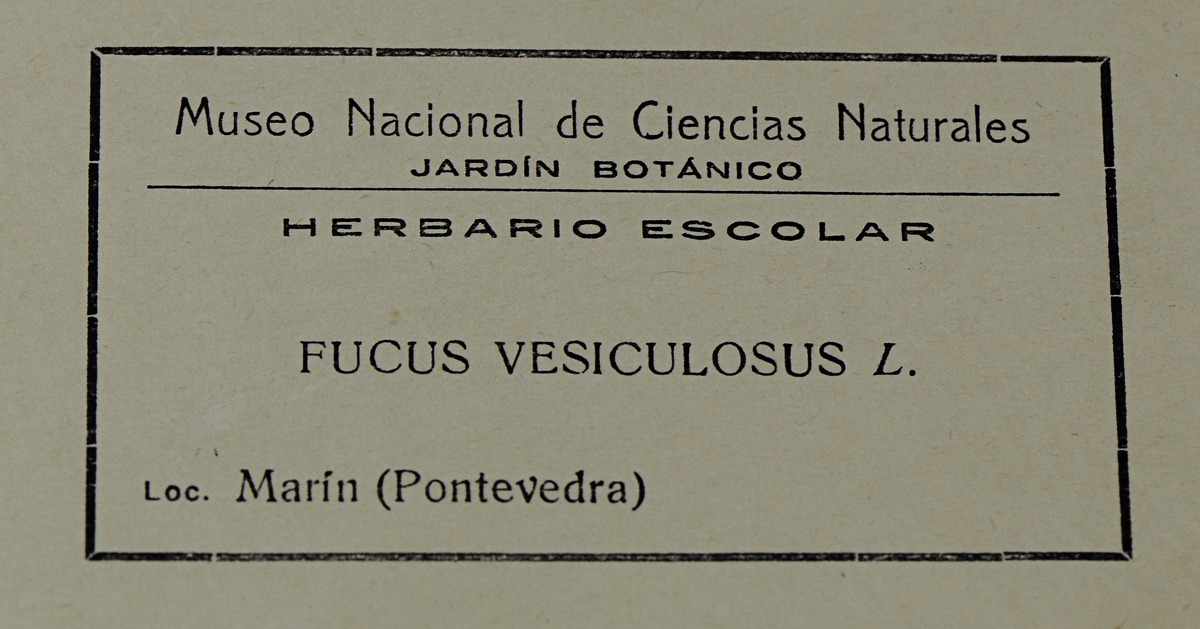 Museo Nacional de Ciencias Naturales
JARDÍN BOTÁNICO
HERBARIO ESCOLAR
FUCUS VESICULOSUS L.
Loc. Marín (Pontevedra)